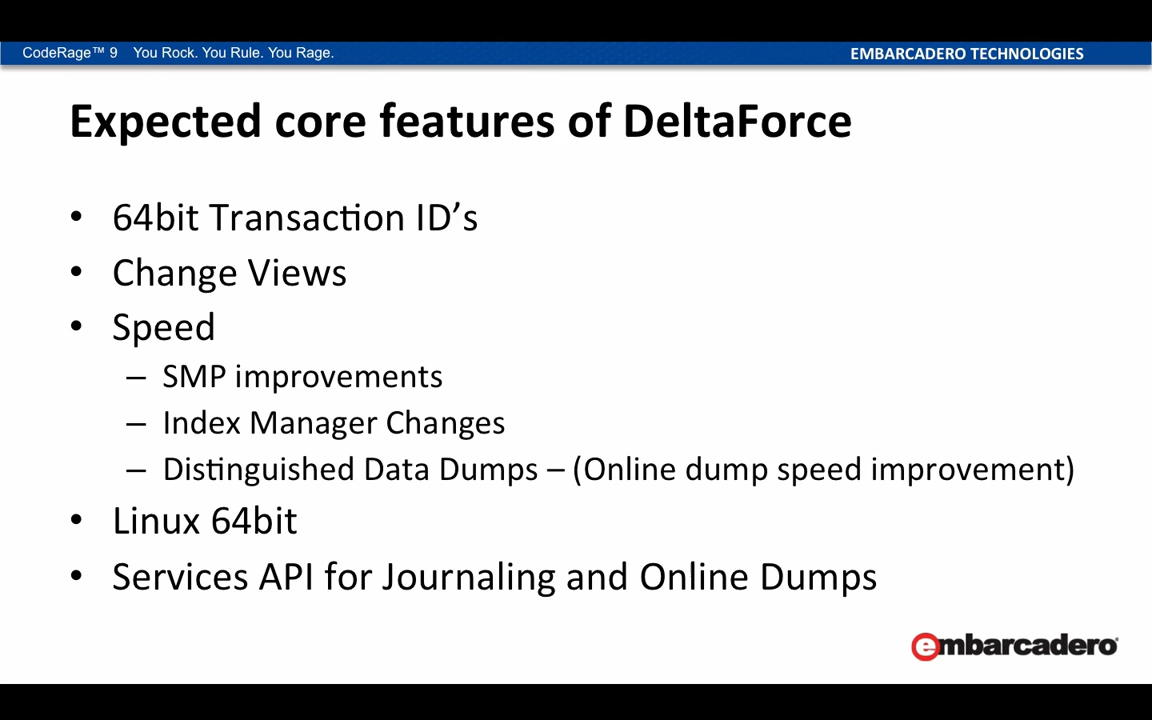 CodeRage™ 9 You Rock. You Rule. You Rage.
EMBARCADERO TECHNOLOGIES
Expected core features of DeltaForce
• 64bit Transaction ID’s
• Change Views
• Speed
– SMP improvements
– Index Manager Changes
– Distinguished Data Dumps – (Online dump speed improvement)
• Linux 64bit
• Services API for Journaling and Online Dumps
embarcadero®